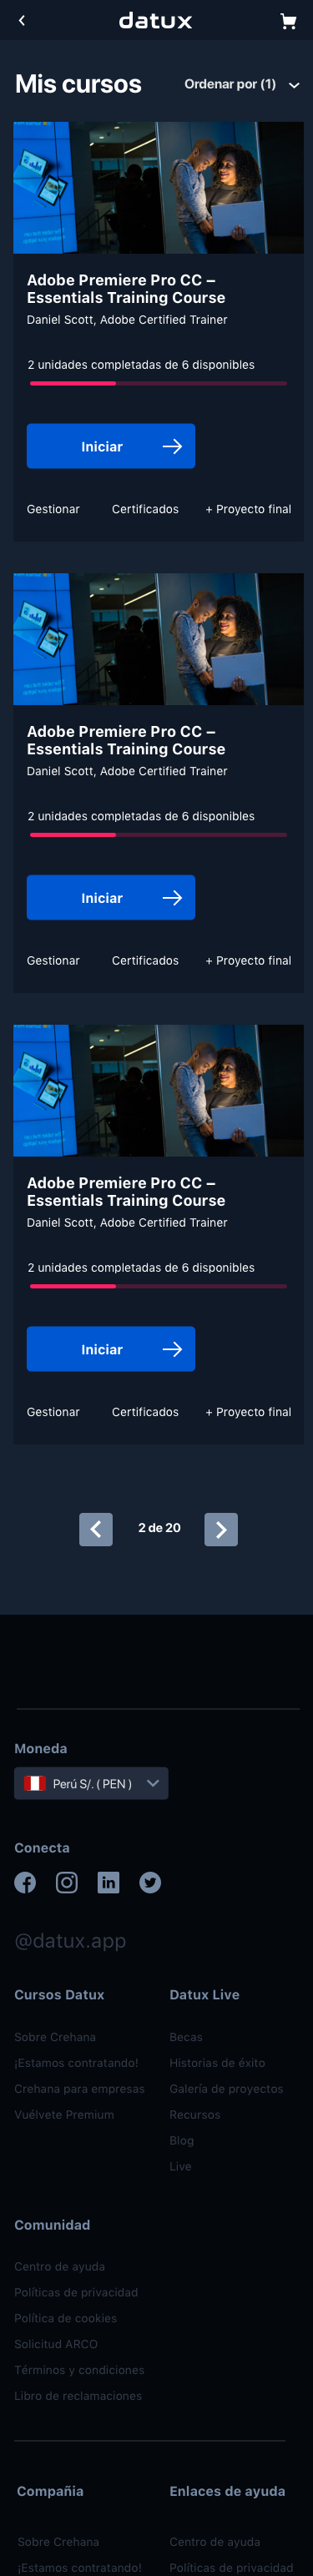 datux
Mis cursos
Ordenar por (1)
Adobe Premiere Pro CC –
Essentials Training Course
Daniel Scott, Adobe Certified Trainer
2 unidades completadas de 6 disponibles
Iniciar
Gestionar Certificados + Proyecto final
Adobe Premiere Pro CC –
Essentials Training Course
Daniel Scott, Adobe Certified Trainer
2 unidades completadas de 6 disponibles
Iniciar
Gestionar Certificados + Proyecto final
Adobe Premiere Pro CC –
Essentials Training Course
Daniel Scott, Adobe Certified Trainer
2 unidades completadas de 6 disponibles
Iniciar
Gestionar Certificados + Proyecto final
2 de 20
Moneda
Perú S/. ( PEN )
Conecta
@datux.app
Cursos Datux
Sobre Crehana
¡Estamos contratando!
Crehana para empresas
Vuélvete Premium
Datux Live
Becas
Historias de éxito
Galería de proyectos
Recursos
Blog
Live
Comunidad
Centro de ayuda
Políticas de privacidad
Política de cookies
Solicitud ARCO
Términos y condiciones
Libro de reclamaciones
Compañia
Sobre Crehana
¡Estamos contratando!
Enlaces de ayuda
Centro de ayuda
Políticas de privacidad